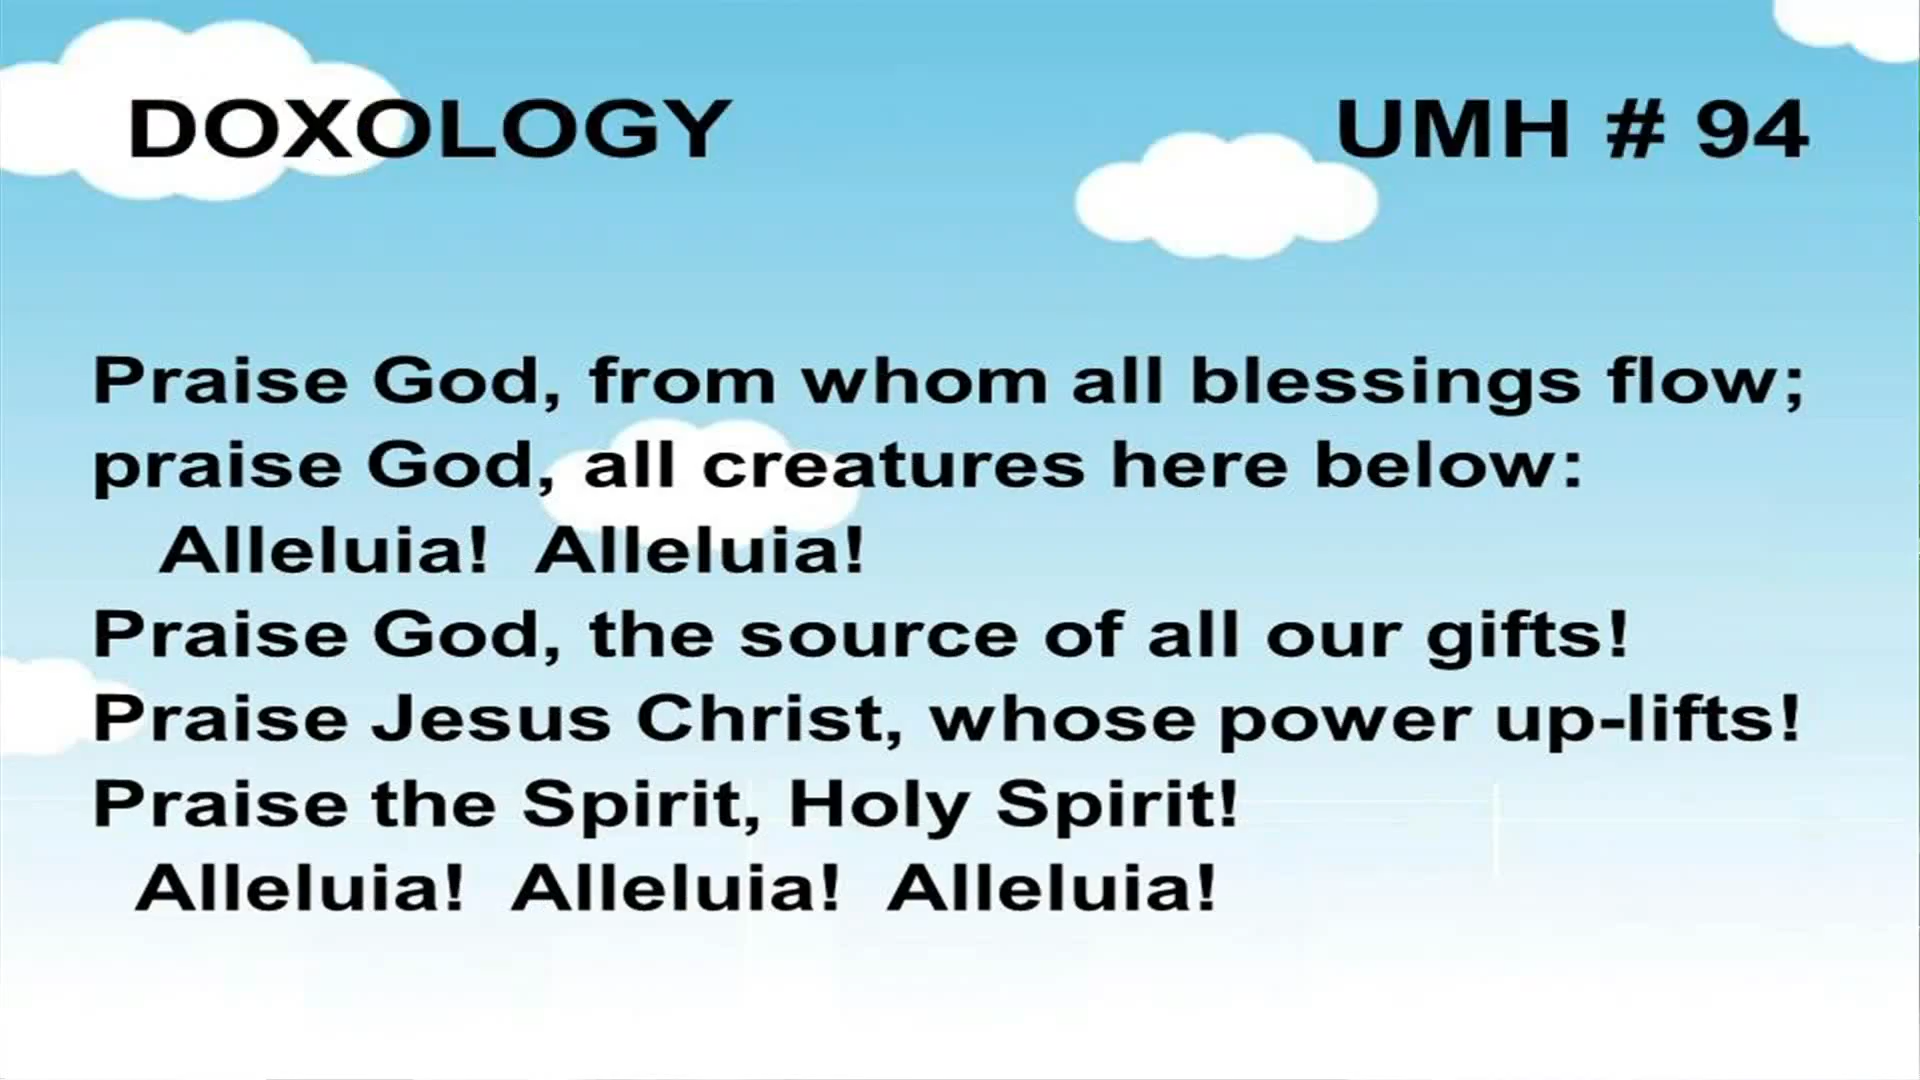 DOXOLOGY UMH # 94
Praise God, from whom all blessings flow;
praise God, all creatures here below:
Alleluia! Alleluia!
Praise God, the source of all our gifts!
Praise Jesus Christ, whose power up-lifts!
Praise the Spirit, Holy Spirit!
Alleluia! Alleluia! Alleluia!